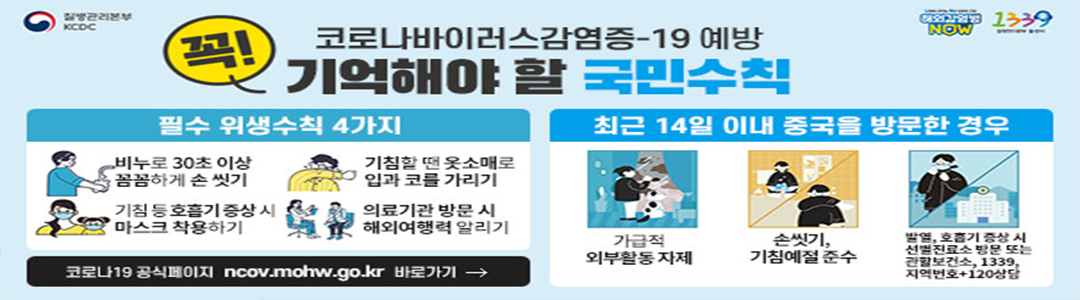 질병관리본부
KCDC
꼭!
코로나바이러스감염증-19 예방
기억해야 할 국민수칙
해외감염병
NOW
1339
필수 위생수칙 4가지
비누로 30초 이상
꼼꼼하게 손 씻기
기침할 땐 옷소매로
입과 코를 가리기
기침 등 호흡기 증상 시
마스크 착용하기
의료기관 방문 시
해외여행력 알리기
코로나19 공식페이지 ncov.mohw.go.kr 바로가기 →
최근 14일 이내 중국을 방문한 경우
가급적
외부활동 자제
손씻기,
기침예절 준수
발열, 호흡기 증상 시
선별진료소 방문 또는
관할보건소, 1339,
지역번호+120상담